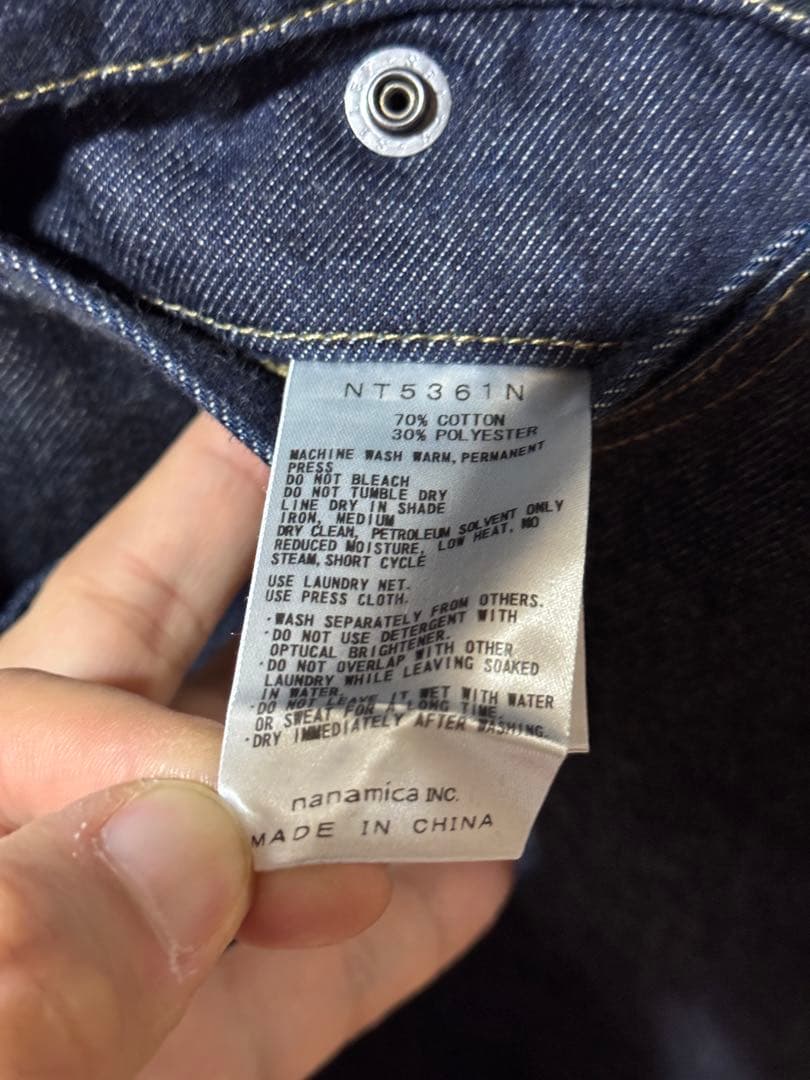 NT5361N
70% COTTON
30% POLYESTER
MACHINE WASH WARM, PERMANENT
PRESS
DO NOT BLEACH
DO NOT TUMBLE DRY
LINE DRY IN SHADE
IRON, MEDIUM
DRY CLEAN, PETROLEUM SOLVENT ONLY
REDUCED MOISTURE, LOW HEAT, NO
STEAM, SHORT CYCLE
USE LAUNDRY NET.
USE PRESS CLOTH.
·WASH SEPARATELY FROM OTHERS.
·DO NOT USE DETERGENT WITH
OPTUCAL BRIGHTENER.
·DO NOT OVERLAP WITH OTHER
LAUNDRY WHILE LEAVING SOAKED
IN WATER.
·DO NOT LEAVE IT WET WITH WATER
OR SWEAT FOR A LONG TIME.
·DRY IMMEDIATELY AFTER WASHING.
nanamica INC.
MADE IN CHINA